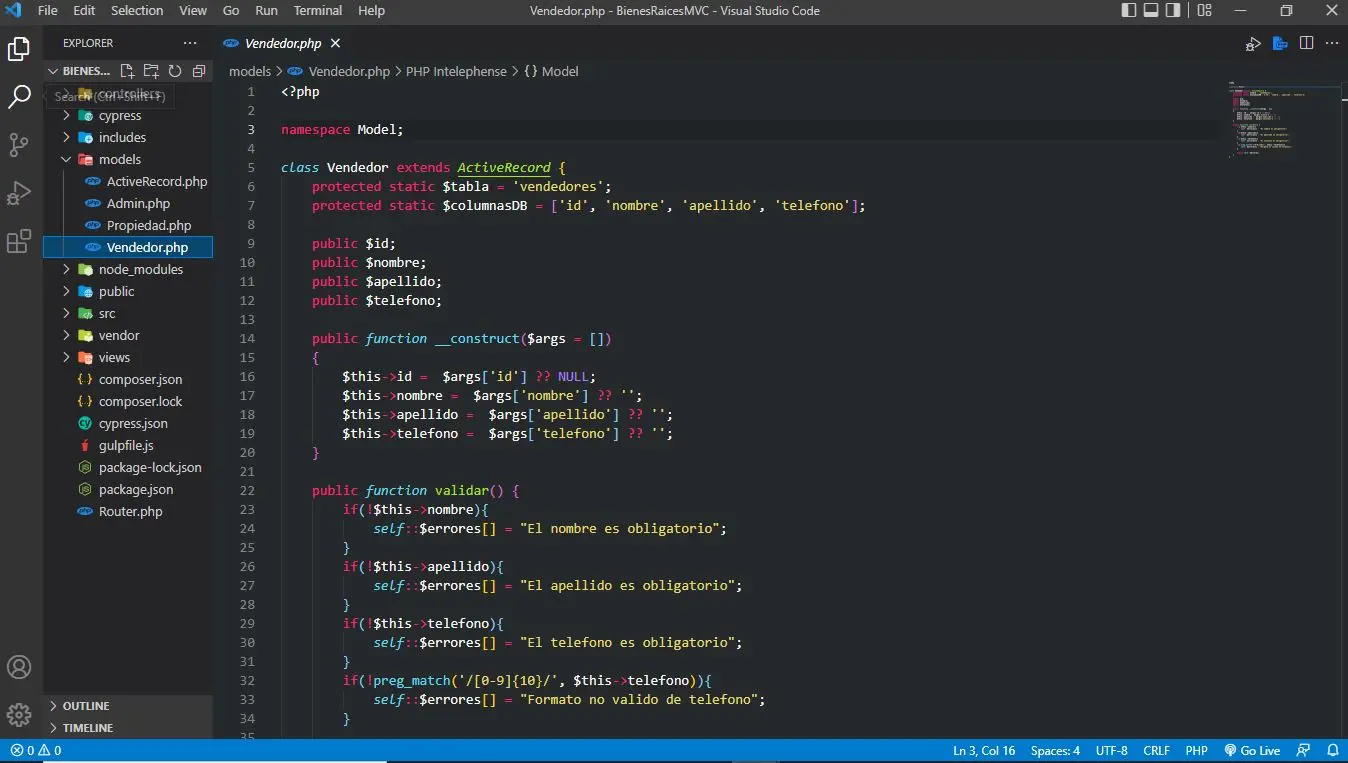 File Edit Selection View Go Run Terminal Help Vendedor.php - BienesRaicesMVC - Visual Studio Code
EXPLORER ···
BIENES...
Search (Ctrl+Shift+F)
controllers
cypress
includes
models
ActiveRecord.php
Admin.php
Propiedad.php
Vendedor.php
node_modules
public
src
vendor
views
composer.json
composer.lock
cypress.json
gulpfile.js
package-lock.json
package.json
Router.php
OUTLINE
TIMELINE
Vendedor.php
models > Vendedor.php > PHP Intelephense > { } Model
1 <?php
2
3 namespace Model;
4
5 class Vendedor extends ActiveRecord {
6 protected static $tabla = 'vendedores';
7 protected static $columnasDB = ['id', 'nombre', 'apellido', 'telefono'];
8
9 public $id;
10 public $nombre;
11 public $apellido;
12 public $telefono;
13
14 public function __construct($args = [])
15 {
16 $this->id =  $args['id'] ?? NULL;
17 $this->nombre =  $args['nombre'] ?? '';
18 $this->apellido =  $args['apellido'] ?? '';
19 $this->telefono =  $args['telefono'] ?? '';
20 }
21
22 public function validar() {
23 if(!$this->nombre){
24 self::$errores[] = "El nombre es obligatorio";
25 }
26 if(!$this->apellido){
27 self::$errores[] = "El apellido es obligatorio";
28 }
29 if(!$this->telefono){
30 self::$errores[] = "El telefono es obligatorio";
31 }
32 if(!preg_match('/[0-9]{10}/', $this->telefono)){
33 self::$errores[] = "Formato no valido de telefono";
34 }
35
0 0 Ln 3, Col 16 Spaces: 4 UTF-8 CRLF PHP Go Live